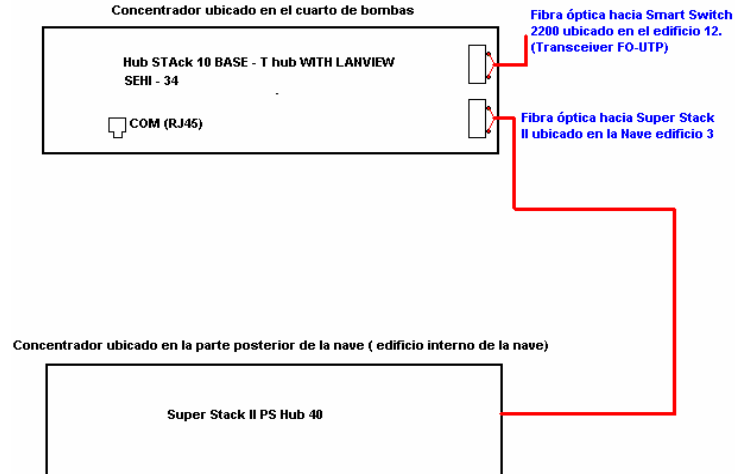 Concentrador ubicado en el cuarto de bombas
Fibra óptica hacia Smart Switch
2200 ubicado en el edificio 12.
(Transceiver FO-UTP)
Hub STAck 10 BASE - T hub WITH LANVIEW
SEHI - 34
COM (RJ45)
Fibra óptica hacia Super Stack
II ubicado en la Nave edificio 3
Concentrador ubicado en la parte posterior de la nave ( edificio interno de la nave)
Super Stack II PS Hub 40